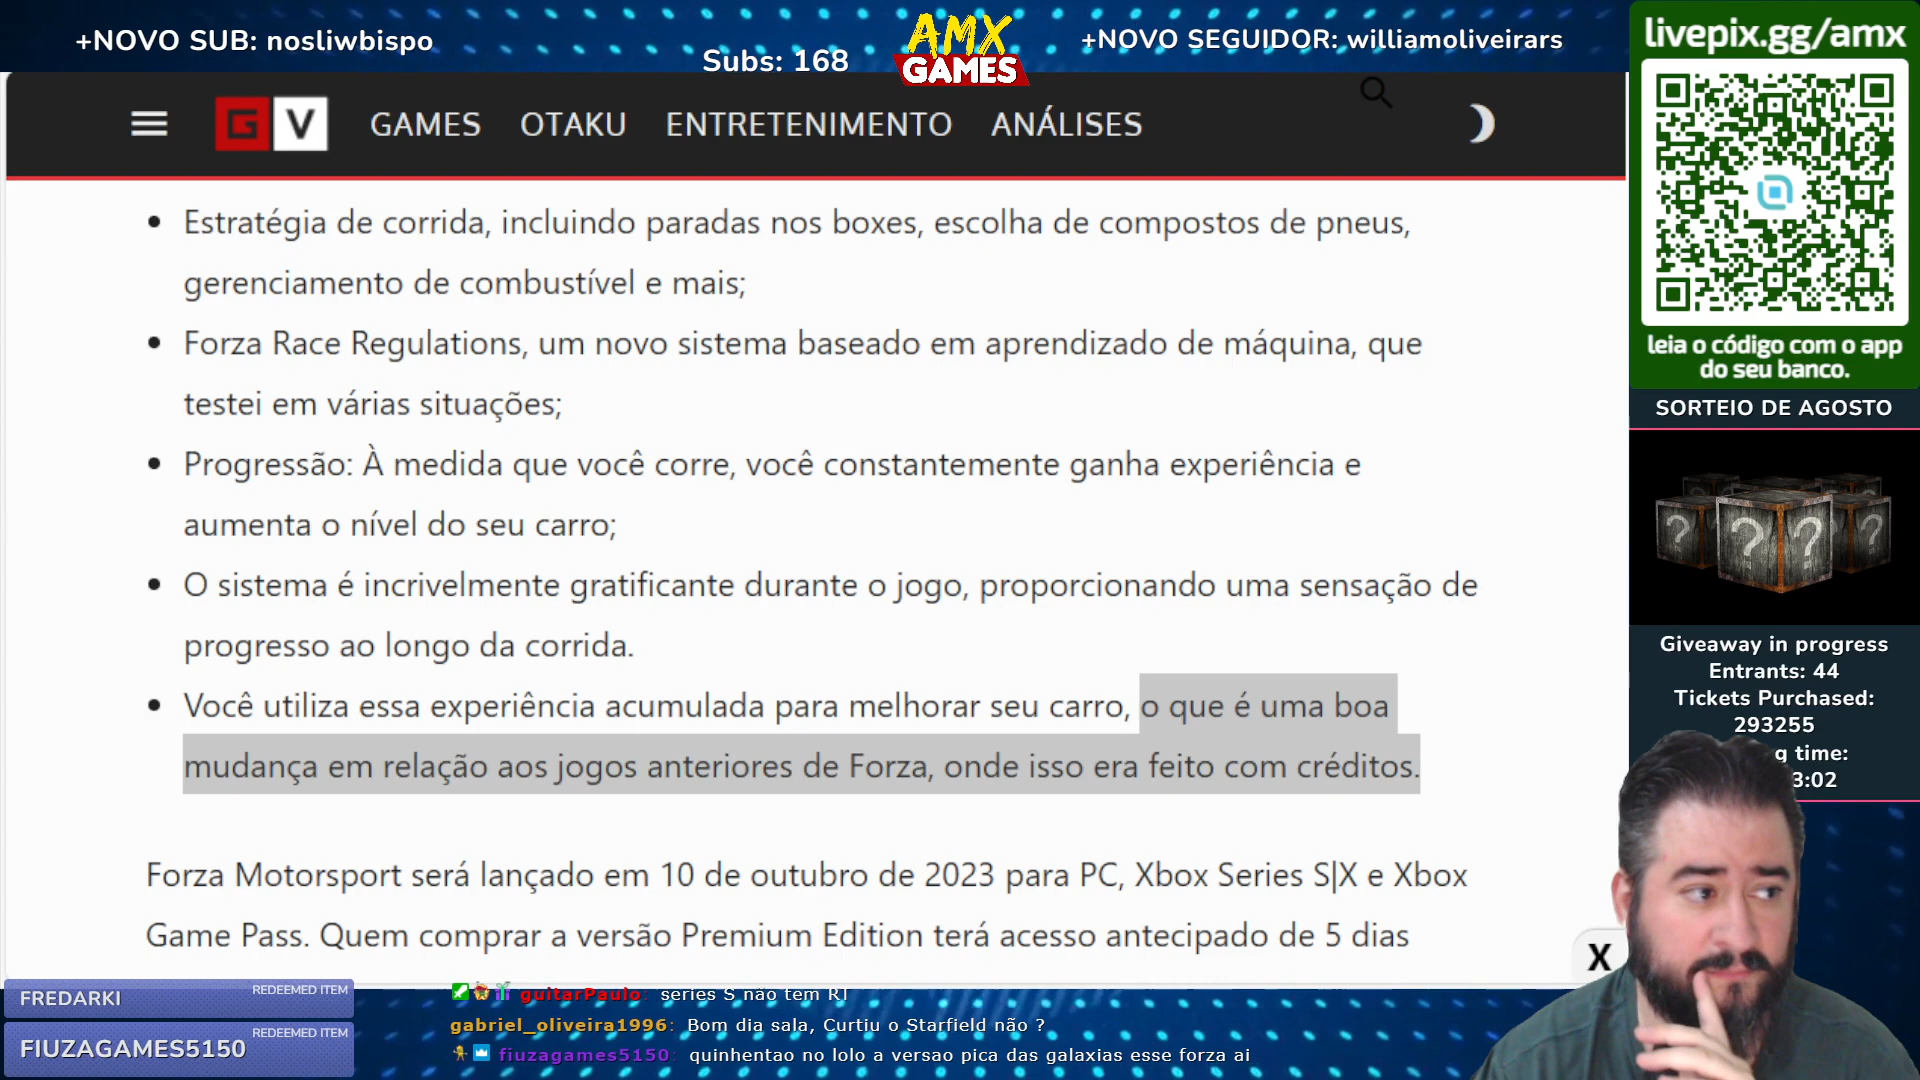 +NOVO SUB: nosliwbispo
Subs: 168
AMX
GAMES
+NOVO SEGUIDOR: williamoliveirars
livepix.gg/amx
leia o código com o app
do seu banco.
GV
GAMES
OTAKU
ENTRETENIMENTO
ANÁLISES
• Estratégia de corrida, incluindo paradas nos boxes, escolha de compostos de pneus,
gerenciamento de combustível e mais;
• Forza Race Regulations, um novo sistema baseado em aprendizado de máquina, que
testei em várias situações;
• Progressão: À medida que você corre, você constantemente ganha experiência e
aumenta o nível do seu carro;
• O sistema é incrivelmente gratificante durante o jogo, proporcionando uma sensação de
progresso ao longo da corrida.
• Você utiliza essa experiência acumulada para melhorar seu carro, o que é uma boa
mudança em relação aos jogos anteriores de Forza, onde isso era feito com créditos.
Forza Motorsport será lançado em 10 de outubro de 2023 para PC, Xbox Series S|X e Xbox
Game Pass. Quem comprar a versão Premium Edition terá acesso antecipado de 5 dias
X
SORTEIO DE AGOSTO
? ? ? ?
Giveaway in progress
Entrants: 44
Tickets Purchased:
293255
g time:
3:02
FREDARKI
REDEEMED ITEM
FIUZAGAMES5150
REDEEMED ITEM
guitarPaulo: series S não tem RT
gabriel_oliveira1996: Bom dia sala, Curtiu o Starfield não ?
fiuzagames5150: quinhentao no lolo a versao pica das galaxias esse forza ai